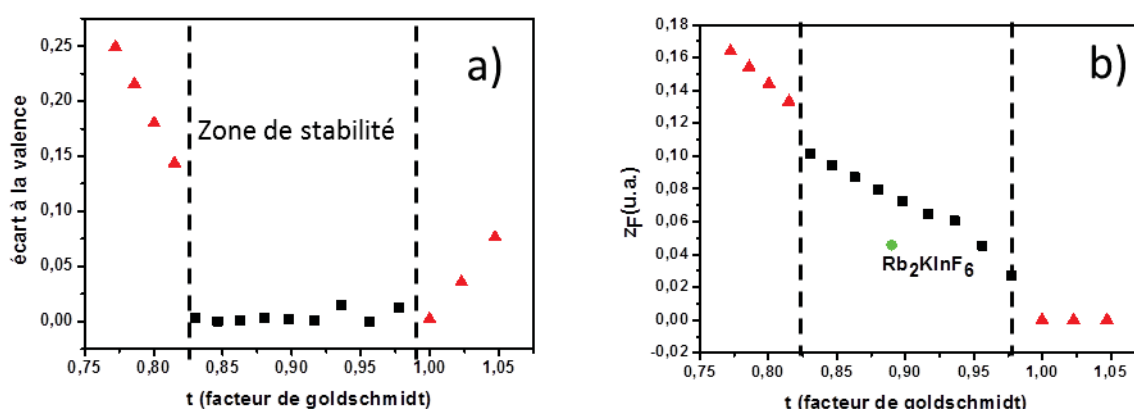 a)
écart à la valence
0,25
0,20
0,15
0,10
0,05
0,00
Zone de stabilité
0,75 0,80 0,85 0,90 0,95 1,00 1,05
t (facteur de goldschmidt)
b)
z_F(u.a.)
0,18
0,16
0,14
0,12
0,10
0,08
0,06
0,04
0,02
0,00
-0,02
Rb2KInF6
0,75 0,80 0,85 0,90 0,95 1,00 1,05
t (facteur de goldschmidt)